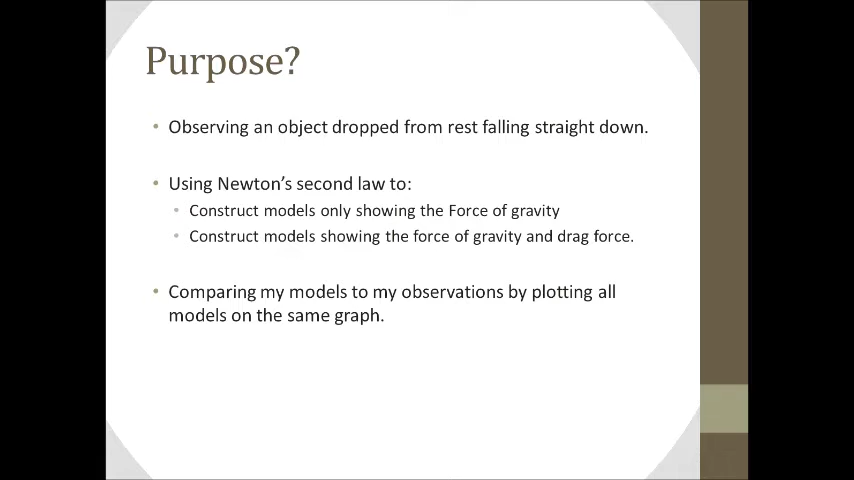 Purpose?
• Observing an object dropped from rest falling straight down.
• Using Newton’s second law to:
• Construct models only showing the Force of gravity
• Construct models showing the force of gravity and drag force.
• Comparing my models to my observations by plotting all
models on the same graph.